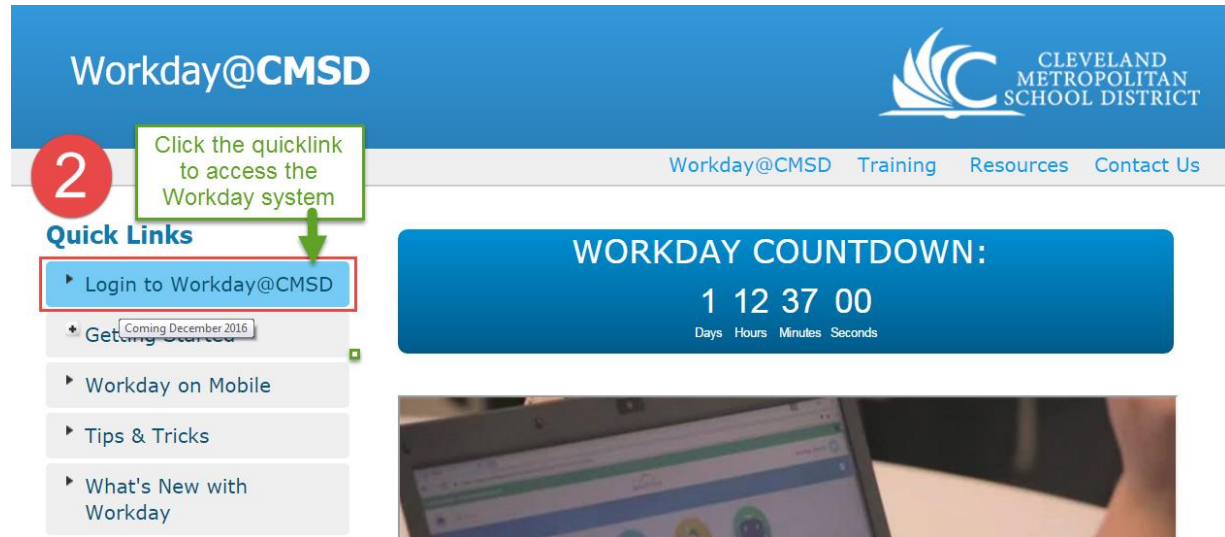 Workday@CMSD
CLEVELAND
METROPOLITAN
SCHOOL DISTRICT
2
Click the quicklink
to access the
Workday system
Workday@CMSD Training Resources Contact Us
Quick Links
Login to Workday@CMSD
Coming December 2016
Getting Started
Workday on Mobile
Tips & Tricks
What's New with
Workday
WORKDAY COUNTDOWN:
1 12 37 00
Days Hours Minutes Seconds